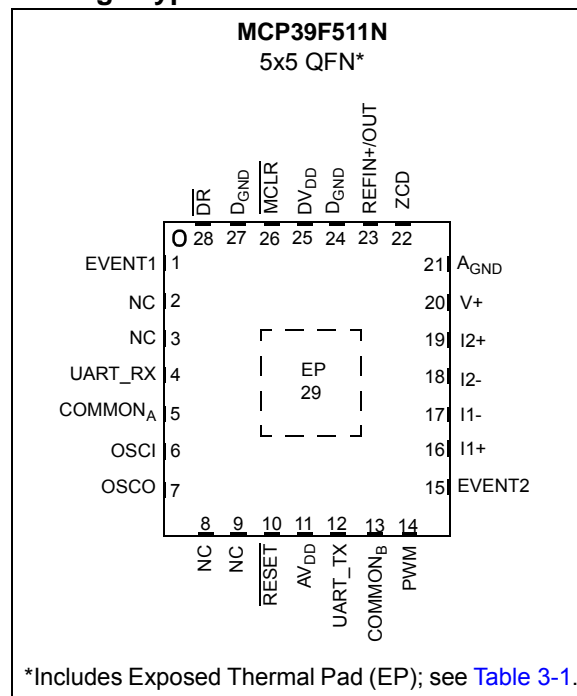 MCP39F511N
5x5 QFN*
DR
DGND
MCLR
DVDD
DGND
REFIN+/OUT
ZCD
28 27 26 25 24 23 22
EVENT1 1
NC 2
NC 3
UART_RX 4
COMMONA 5
OSCI 6
OSCO 7
EP
29
21 AGND
20 V+
19 I2+
18 I2-
17 I1-
16 I1+
15 EVENT2
8 9 10 11 12 13 14
NC
NC
RESET
AVDD
UART_TX
COMMONB
PWM
*Includes Exposed Thermal Pad (EP); see Table 3-1.